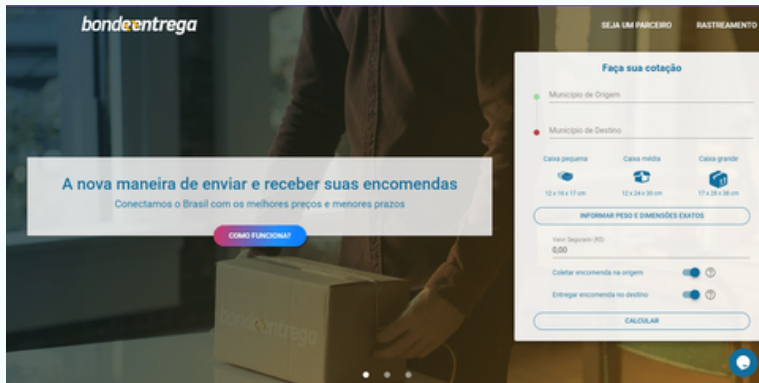 bondeentrega
SEJA UM PARCEIRO RASTREAMENTO
Faça sua cotação
Município de Origem
Município de Destino
Caixa pequena Caixa média Caixa grande
12 x 16 x 17 cm 12 x 24 x 30 cm 17 x 28 x 36 cm
INFORMAR PESO E DIMENSÕES EXATOS
Valor Segurado (R$)
0,00
Coletar encomenda na origem
Entregar encomenda no destino
CALCULAR
A nova maneira de enviar e receber suas encomendas
Conectamos o Brasil com os melhores preços e menores prazos
COMO FUNCIONA?
bondeentrega